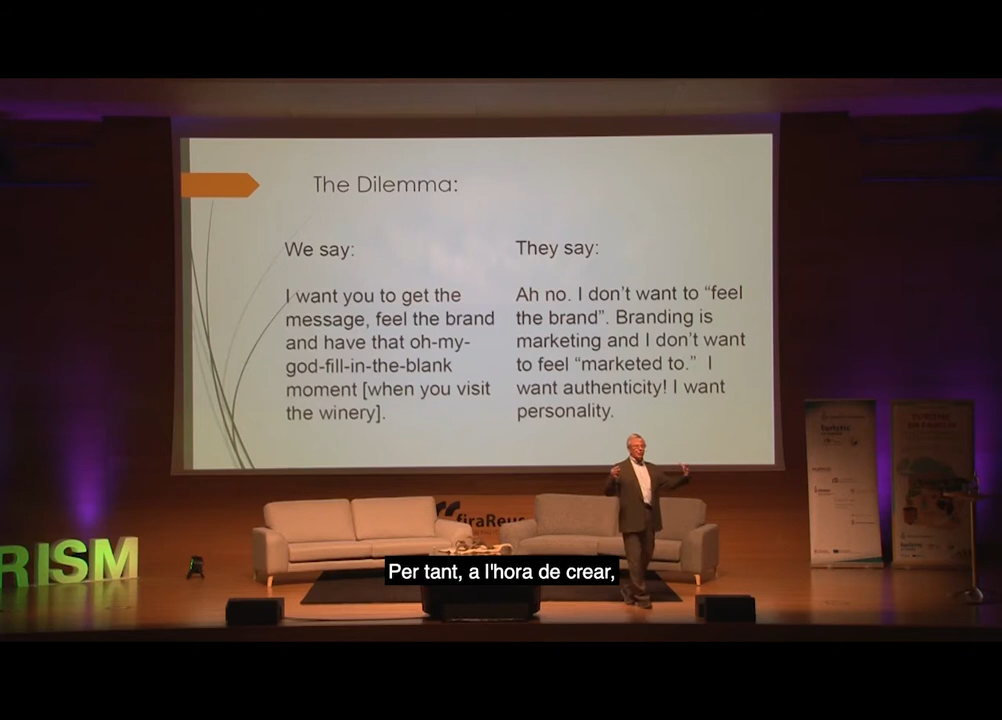 The Dilemma:
We say:
I want you to get the
message, feel the brand
and have that oh-my-
god-fill-in-the-blank
moment [when you visit
the winery].
They say:
Ah no. I don't want to “feel
the brand”. Branding is
marketing and I don't want
to feel “marketed to.” I
want authenticity! I want
personality.
firaReus
RISM
Per tant, a l'hora de crear,